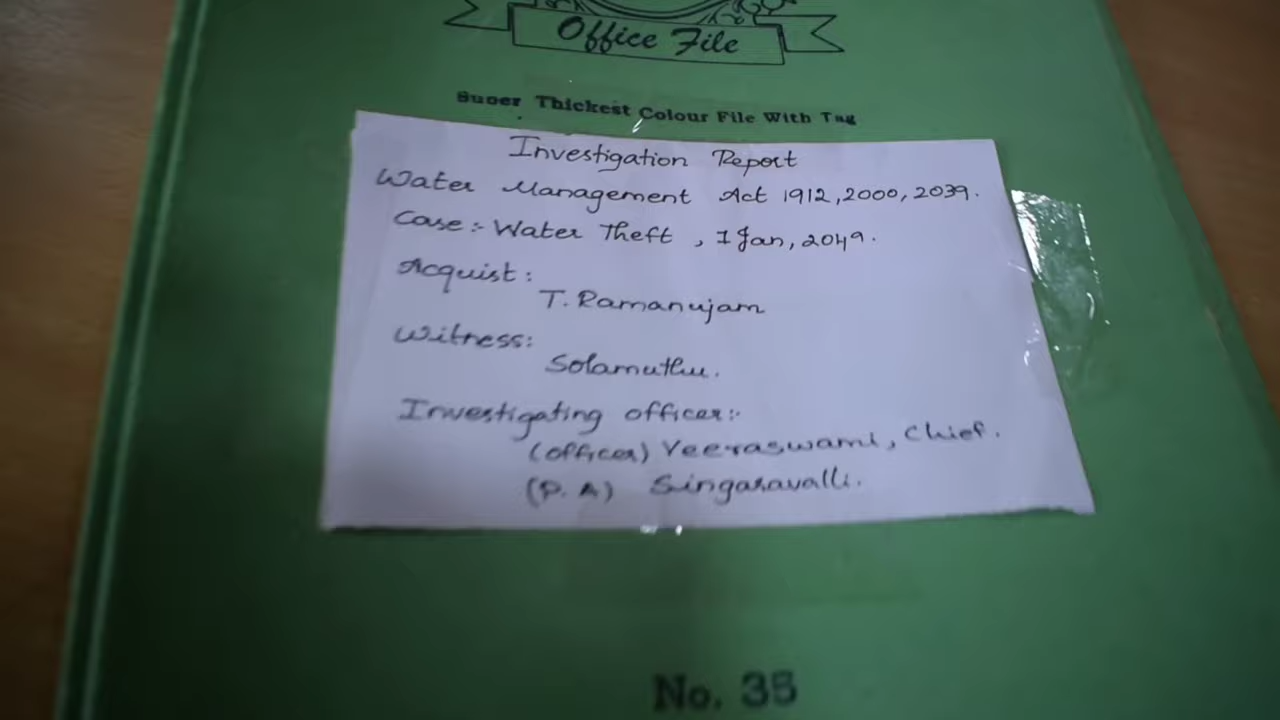 Office File
Super Thickest Colour File With Tag
Investigation Report
Water Management Act 1912, 2000, 2039.
Case :- Water Theft , 1 Jan, 2049.
Acquist :
T. Ramanujam
Witness:
Solamuthu.
Investigating officer:-
(officer) Veeraswami, Chief.
(P.A) Singaravalli.
No. 35